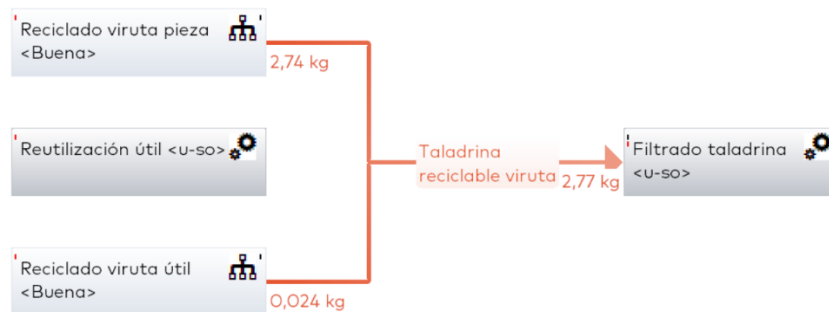 Reciclado viruta pieza
<Buena>
2,74 kg
Reutilización útil <u-so>
Taladrina
reciclable viruta
2,77 kg
Filtrado taladrina
<u-so>
Reciclado viruta útil
<Buena>
0,024 kg